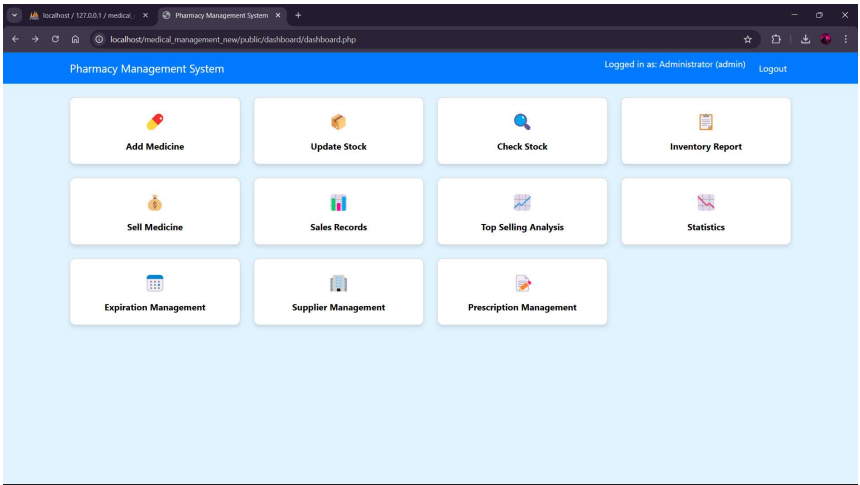 localhost / 127.0.0.1 / medical_
Pharmacy Management System
localhost/medical_management_new/public/dashboard/dashboard.php
Pharmacy Management System
Logged in as: Administrator (admin)
Logout
Add Medicine
Update Stock
Check Stock
Inventory Report
Sell Medicine
Sales Records
Top Selling Analysis
Statistics
Expiration Management
Supplier Management
Prescription Management